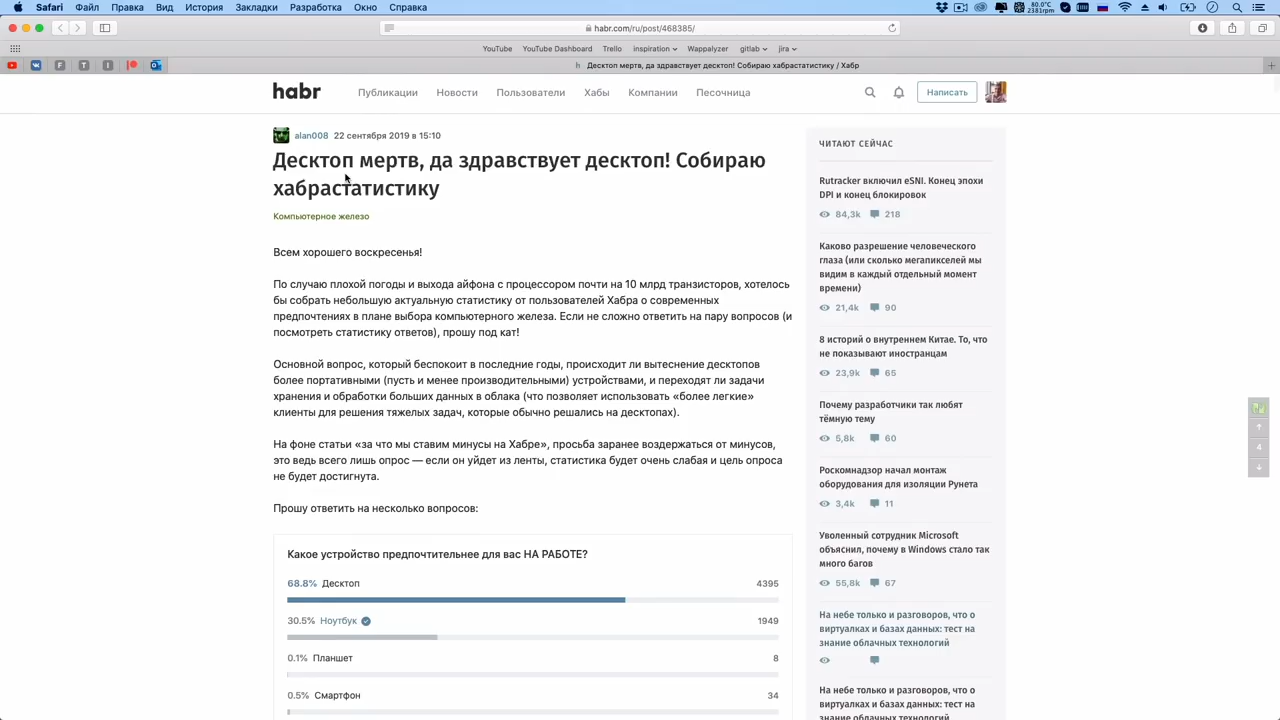 Safari Файл Правка Вид История Закладки Окно Справка
80.0°C
2381rpm
habr.com/ru/post/468385/
YouTube YouTube Dashboard Trello inspiration Wappalyzer gitlab jira
F T I
h Десктоп мертв, да здравствует десктоп! Собираю хабрастатистику / Хабр
habr Публикации Новости Пользователи Хабы Компании Песочница Написать
alan008 22 сентября 2019 в 15:10
Десктоп мертв, да здравствует десктоп! Собираю
хабрастатистику
Компьютерное железо
Всем хорошего воскресенья!
По случаю плохой погоды и выхода айфона с процессором почти на 10 млрд транзисторов, хотелось
бы собрать небольшую актуальную статистику от пользователей Хабра о современных
предпочтениях в плане выбора компьютерного железа. Если не сложно ответить на пару вопросов (и
посмотреть статистику ответов), прошу под кат!
Основной вопрос, который беспокоит в последние годы, происходит ли вытеснение десктопов
более портативными (пусть и менее производительными) устройствами, и переходят ли задачи
хранения и обработки больших данных в облака (что позволяет использовать «более легкие»
клиенты для решения тяжелых задач, которые обычно решались на десктопах).
На фоне статьи «за что мы ставим минусы на Хабре», просьба заранее воздержаться от минусов,
это ведь всего лишь опрос — если он уйдет из ленты, статистика будет очень слабая и цель опроса
не будет достигнута.
Прошу ответить на несколько вопросов:
Какое устройство предпочтительнее для вас НА РАБОТЕ?
68.8% Десктоп 4395
30.5% Ноутбук 1949
0.1% Планшет 8
0.5% Смартфон 34
ЧИТАЮТ СЕЙЧАС
Rutracker включил eSNI. Конец эпохи
DPI и конец блокировок
84,3k 218
Каково разрешение человеческого
глаза (или сколько мегапикселей мы
видим в каждый отдельный момент
времени)
21,4k 90
8 историй о внутреннем Китае. То, что
не показывают иностранцам
23,9k 65
Почему разработчики так любят
тёмную тему
5,8k 60
Роскомнадзор начал монтаж
оборудования для изоляции Рунета
3,4k 11
Уволенный сотрудник Microsoft
объяснил, почему в Windows стало так
много багов
55,8k 67
На небе только и разговоров, что о
виртуалках и базах данных: тест на
знание облачных технологий
На небе только и разговоров, что о
виртуалках и базах данных: тест на
знание облачных технологий